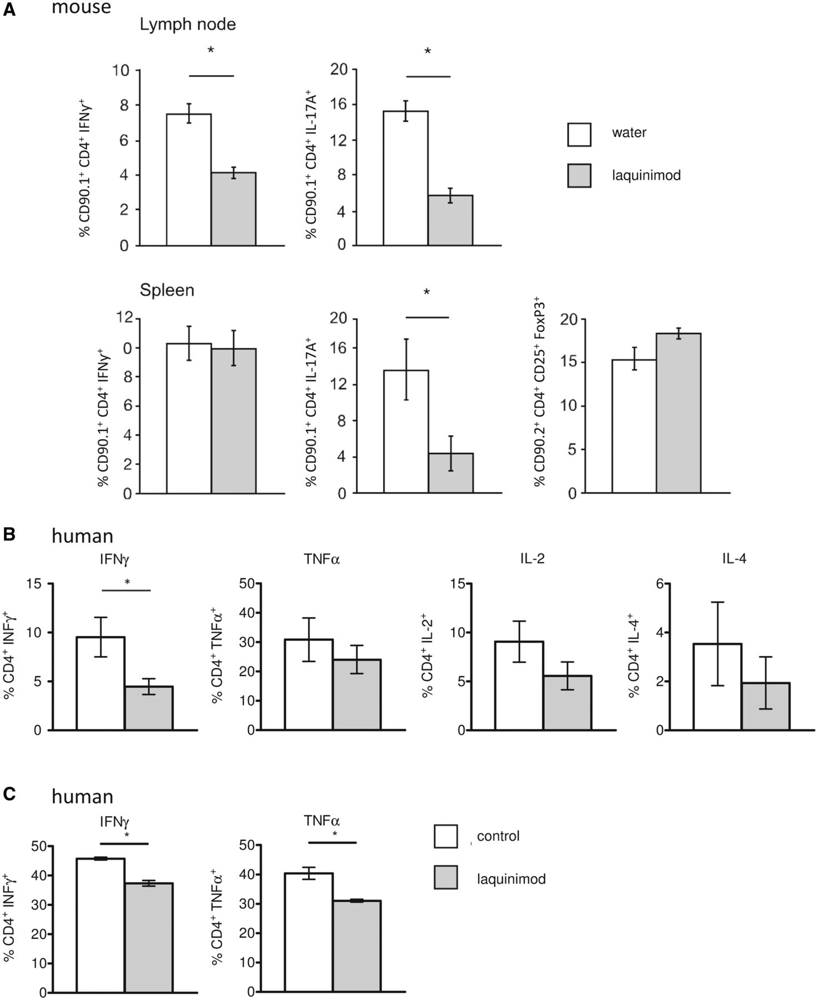 A mouse
Lymph node
*
*
10
8
6
4
2
0
% CD90.1⁺ CD4⁺ IFNγ⁺
20
16
12
8
4
0
% CD90.1⁺ CD4⁺ IL-17A⁺
water
laquinimod
Spleen
*
12
0
8
6
4
2
0
% CD90.1⁺ CD4⁺ IFNγ⁺
20
16
12
8
4
0
% CD90.1⁺ CD4⁺ IL-17A⁺
20
15
10
5
0
% CD90.2⁺ CD4⁺ CD25⁺ FoxP3⁺
B human
IFNγ
*
15
10
5
0
% CD4⁺ INFγ⁺
TNFα
50
40
30
20
10
0
% CD4⁺ TNFα⁺
IL-2
15
10
5
0
% CD4⁺ IL-2⁺
IL-4
6
4
2
0
% CD4⁺ IL-4⁺
C human
IFNγ
*
50
40
30
20
10
0
% CD4⁺ INFγ⁺
TNFα
*
50
40
30
20
10
0
% CD4⁺ TNFα⁺
control
laquinimod